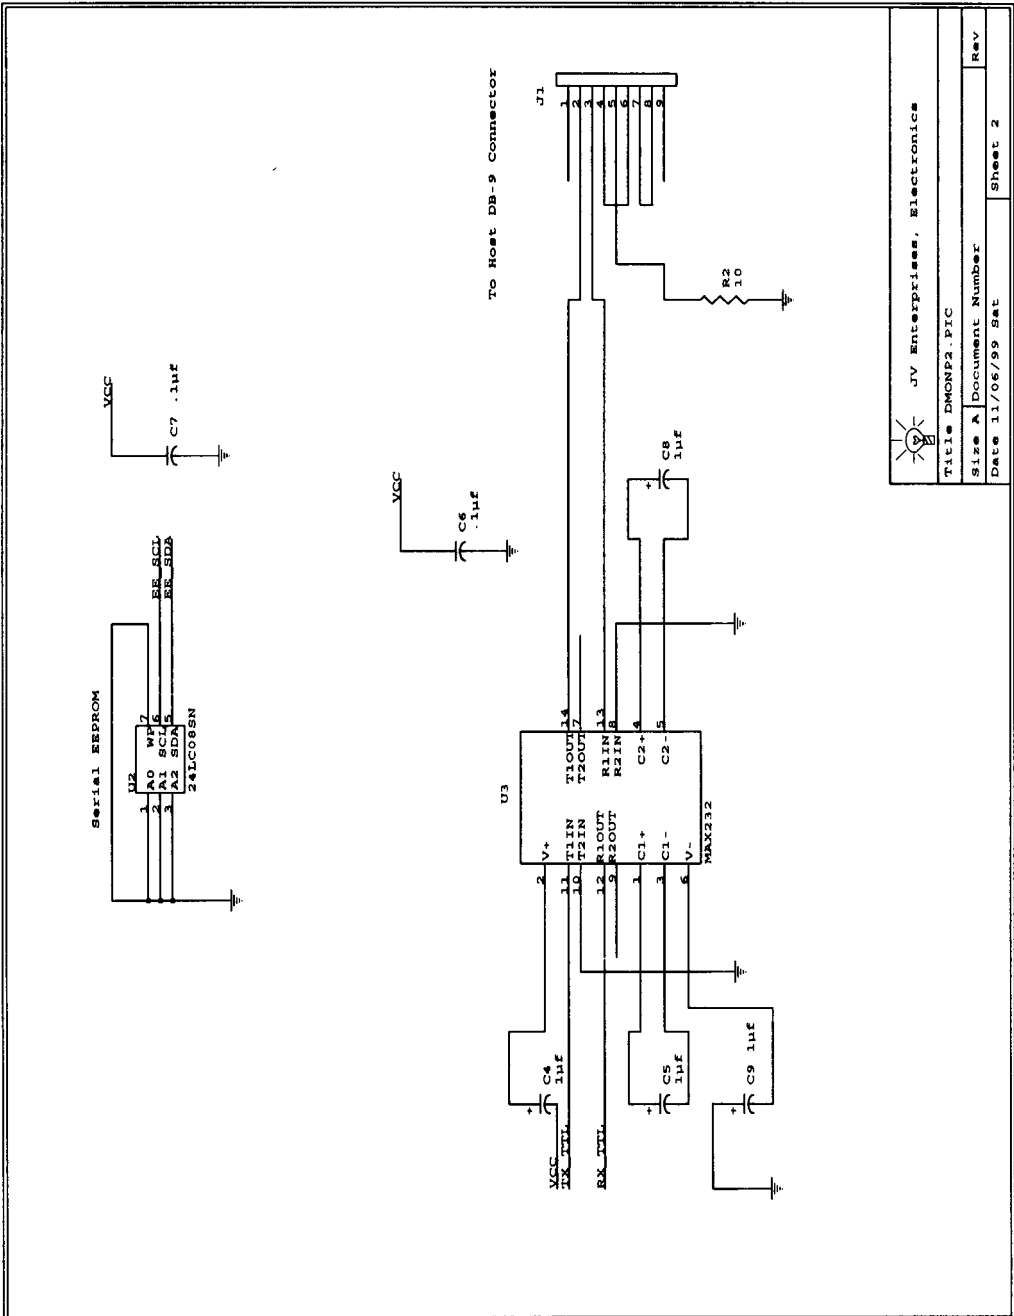 Serial EEPROM
U2
1 A0 WP 7
2 A1 SCL 6
3 A2 SDA 5
24LC08SN
EE_SCL
EE_SDA
VCC
C7 .1µf
VCC
C6
.1µf
To Host DB-9 Connector
J1
1
2
3
4
5
6
7
8
9
R2
10
U3
2 V+
11 T1IN T1OUT 14
10 T2IN T2OUT 7
12 R1OUT R1IN 13
9 R2OUT R2IN 8
1 C1+ C2+ 4
3 C1- C2- 5
6 V-
MAX232
+
C4
1µf
VCC
TX_TTL
RX_TTL
+
C5
1µf
+
C9 1µf
+
C8
1µf
JV Enterprises, Electronics
Title DMONP2.PIC
Size A Document Number Rev
Date 11/06/99 Sat Sheet 2